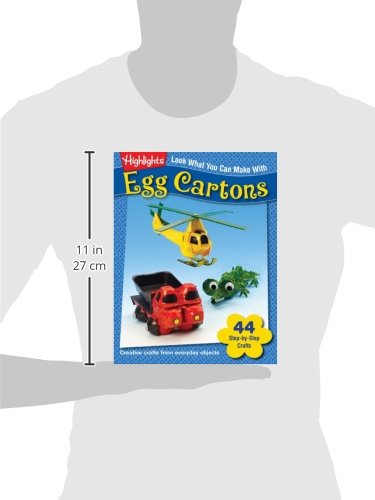 Highlights
Look What You Can Make With
Egg Cartons
11 in
27 cm
44
Step-by-Step
Crafts
Creative crafts from everyday objects